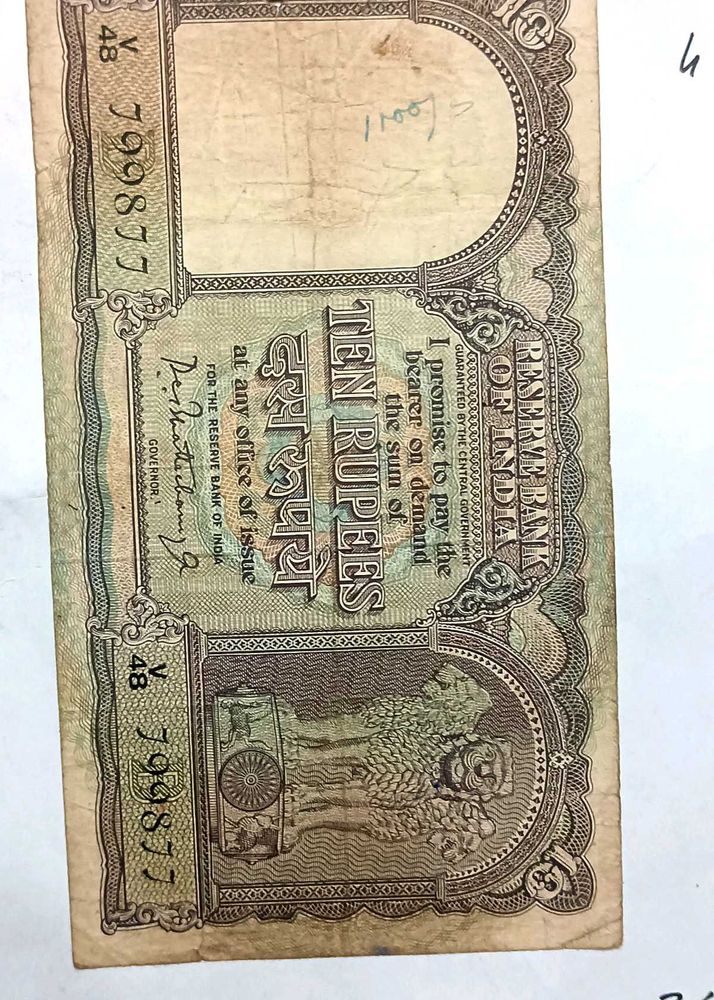 RESERVE BANK
OF INDIA
GUARANTEED BY THE CENTRAL GOVERNMENT
I promise to pay the
bearer on demand
the sum of
TEN RUPEES
दस रुपये
at any office of issue
FOR THE RESERVE BANK OF INDIA
GOVERNOR.
V
48
799877
V
48
799877